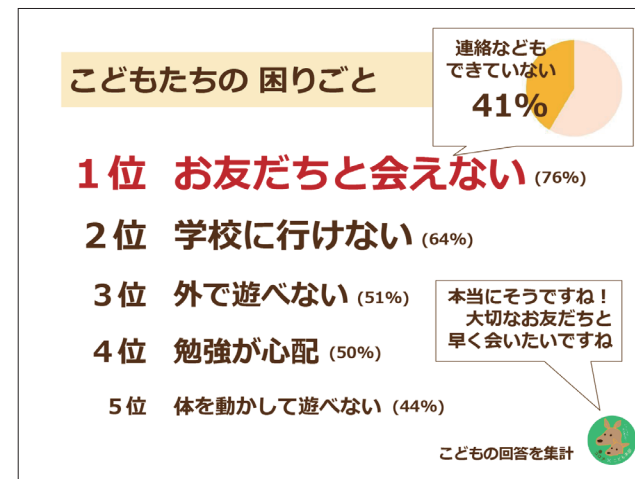 こどもたちの 困りごと
連絡なども
できていない
41%
1位 お友だちと会えない (76%)
2位 学校に行けない (64%)
3位 外で遊べない (51%)
4位 勉強が心配 (50%)
5位 体を動かして遊べない (44%)
本当にそうですね！
大切なお友だちと
早く会いたいですね
こどもの回答を集計